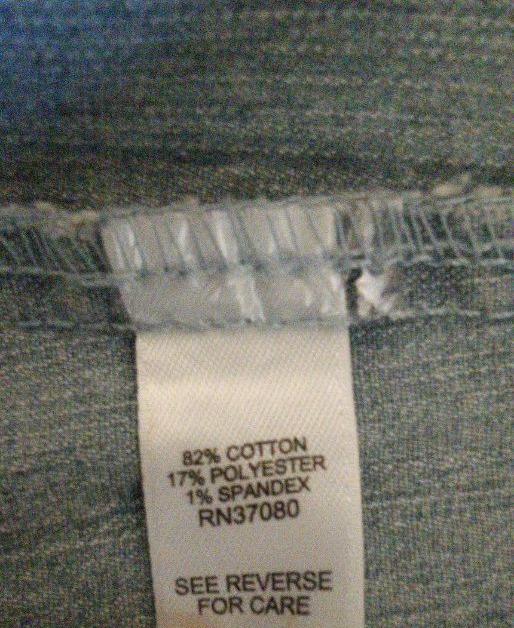 82% COTTON
17% POLYESTER
1% SPANDEX
RN37080
SEE REVERSE
FOR CARE